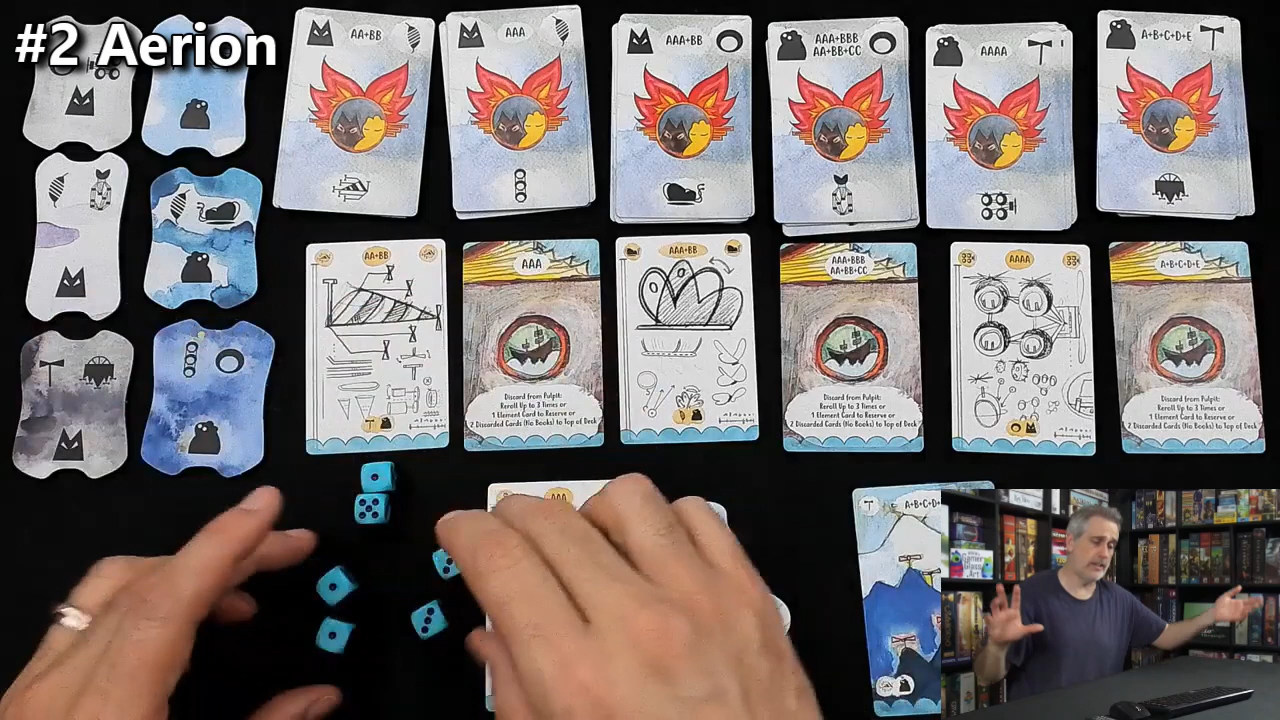 #2 Aerion
AA+BB
AAA
AAA+BB
AAA+BBB
AA+BB+CC
AAAA
A+B+C+D+E
AA+BB
AAA
Discard from Pulpit:
Reroll Up to 3 Times or
1 Element Card to Reserve or
2 Discarded Cards (No Books) to Top of Deck
AAA+BB
AAA+BBB
AA+BB+CC
Discard from Pulpit:
Reroll Up to 3 Times or
1 Element Card to Reserve or
2 Discarded Cards (No Books) to Top of Deck
AAAA
A+B+C+D+E
Discard from Pulpit:
Reroll Up to 3 Times or
1 Element Card to Reserve or
2 Discarded Cards (No Books) to Top of Deck
AAA
A+B+C+D+